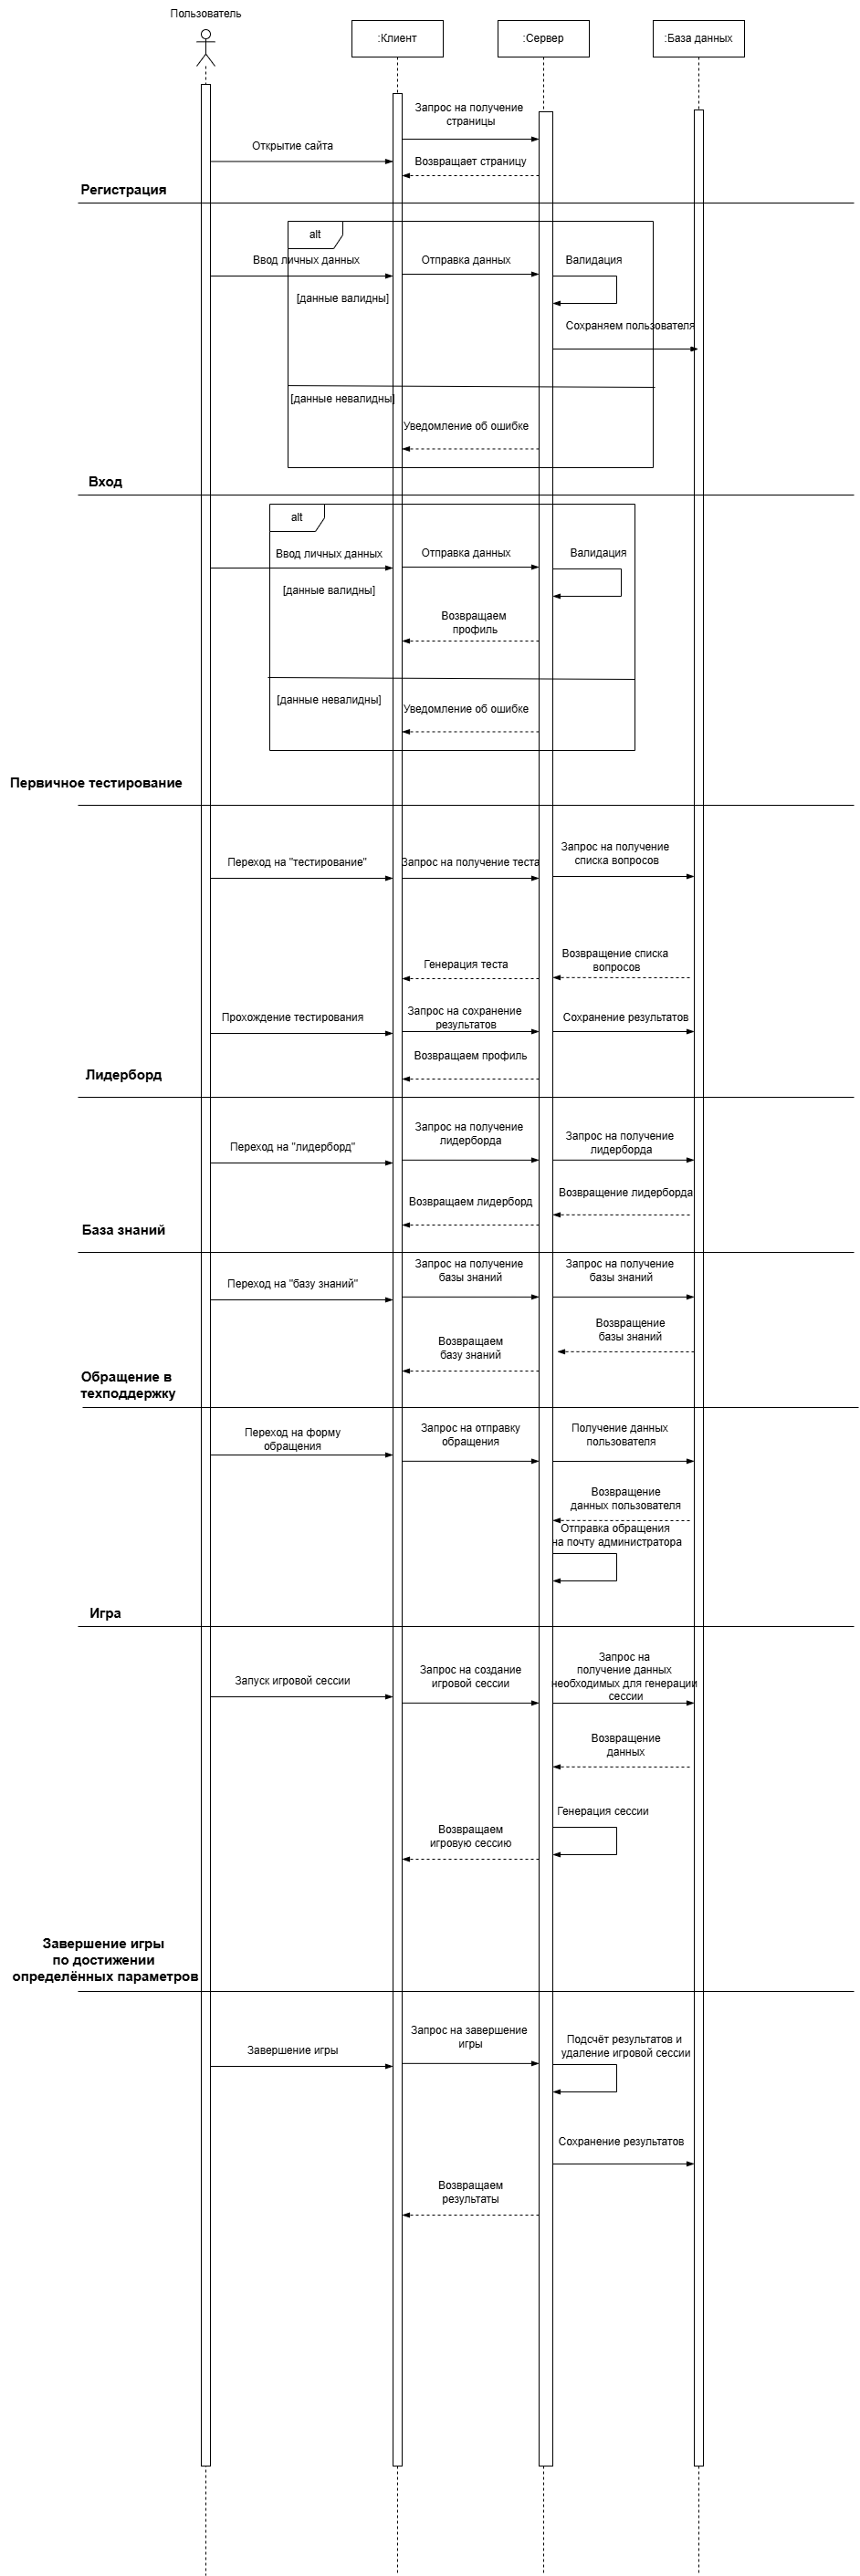 Пользователь
:Клиент
:Сервер
:База данных
Запрос на получение
страницы
Открытие сайта
Возвращает страницу
Регистрация
alt
Ввод личных данных
Отправка данных
Валидация
[данные валидны]
Сохраняем пользователя
[данные невалидны]
Уведомление об ошибке
Вход
alt
Ввод личных данных
Отправка данных
Валидация
[данные валидны]
Возвращаем
профиль
[данные невалидны]
Уведомление об ошибке
Первичное тестирование
Переход на "тестирование"
Запрос на получение теста
Запрос на получение
списка вопросов
Генерация теста
Возвращение списка
вопросов
Прохождение тестирования
Запрос на сохранение
результатов
Сохранение результатов
Возвращаем профиль
Лидерборд
Переход на "лидерборд"
Запрос на получение
лидерборда
Запрос на получение
лидерборда
Возвращаем лидерборд
Возвращение лидерборда
База знаний
Переход на "базу знаний"
Запрос на получение
базы знаний
Запрос на получение
базы знаний
Возвращаем
базу знаний
Возвращение
базы знаний
Обращение в
техподдержку
Переход на форму
обращения
Запрос на отправку
обращения
Получение данных
пользователя
Возвращение
данных пользователя
Отправка обращения
на почту администратора
Игра
Запуск игровой сессии
Запрос на создание
игровой сессии
Запрос на
получение данных
необходимых для генерации
сессии
Возвращение
данных
Генерация сессии
Возвращаем
игровую сессию
Завершение игры
по достижении
определённых параметров
Завершение игры
Запрос на завершение
игры
Подсчёт результатов и
удаление игровой сессии
Сохранение результатов
Возвращаем
результаты